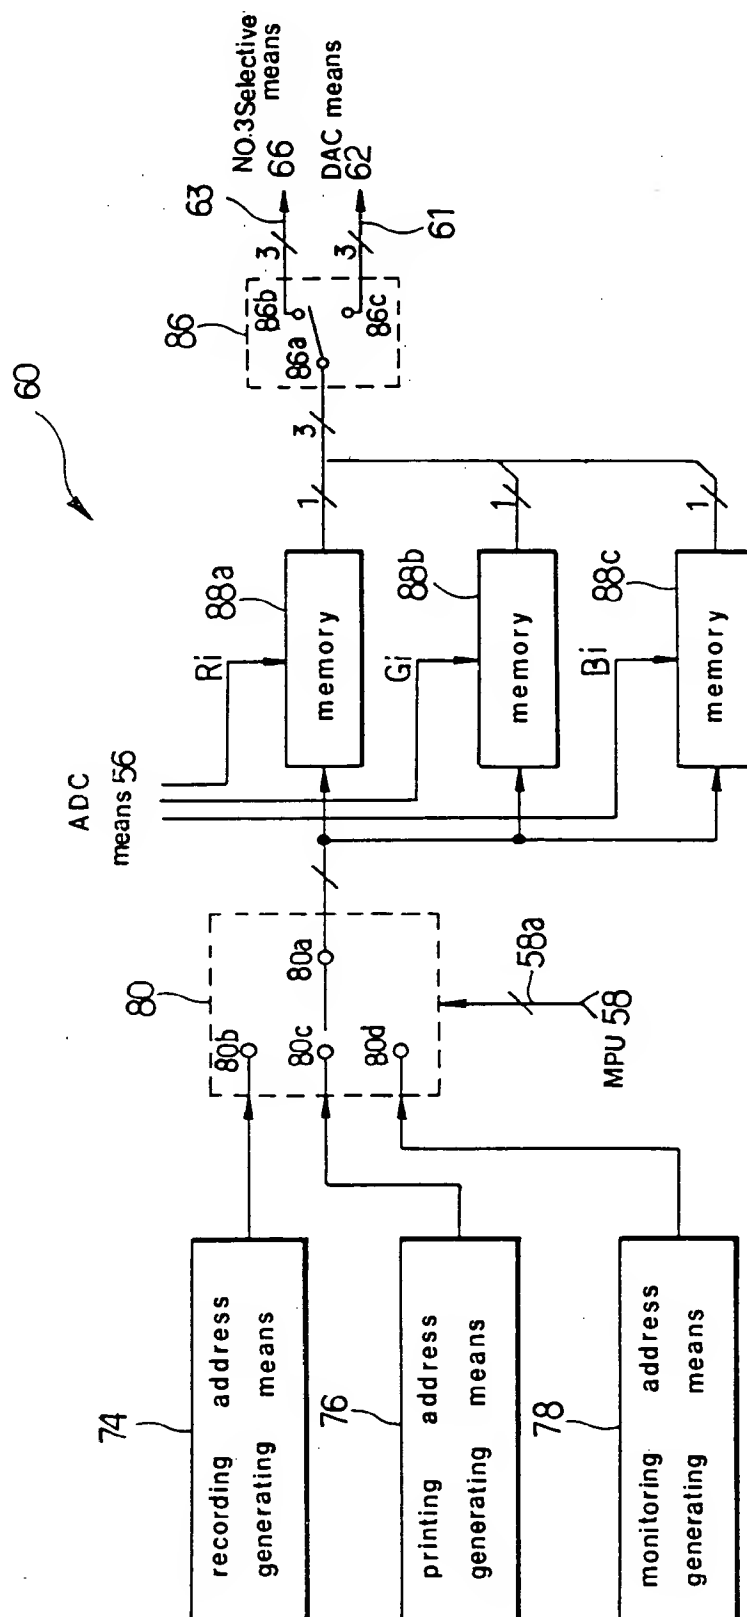 60
74
recording address
generating means
76
printing address
generating means
78
monitoring address
generating means
80
80b
80c
80a
80d
58a
MPU 58
ADC
means 56
Ri
88a
memory
Gi
88b
memory
Bi
88c
memory
1
1
1
3
86
86a
86b
86c
3
63
NO.3Selective
means
66
3
61
DAC means
62